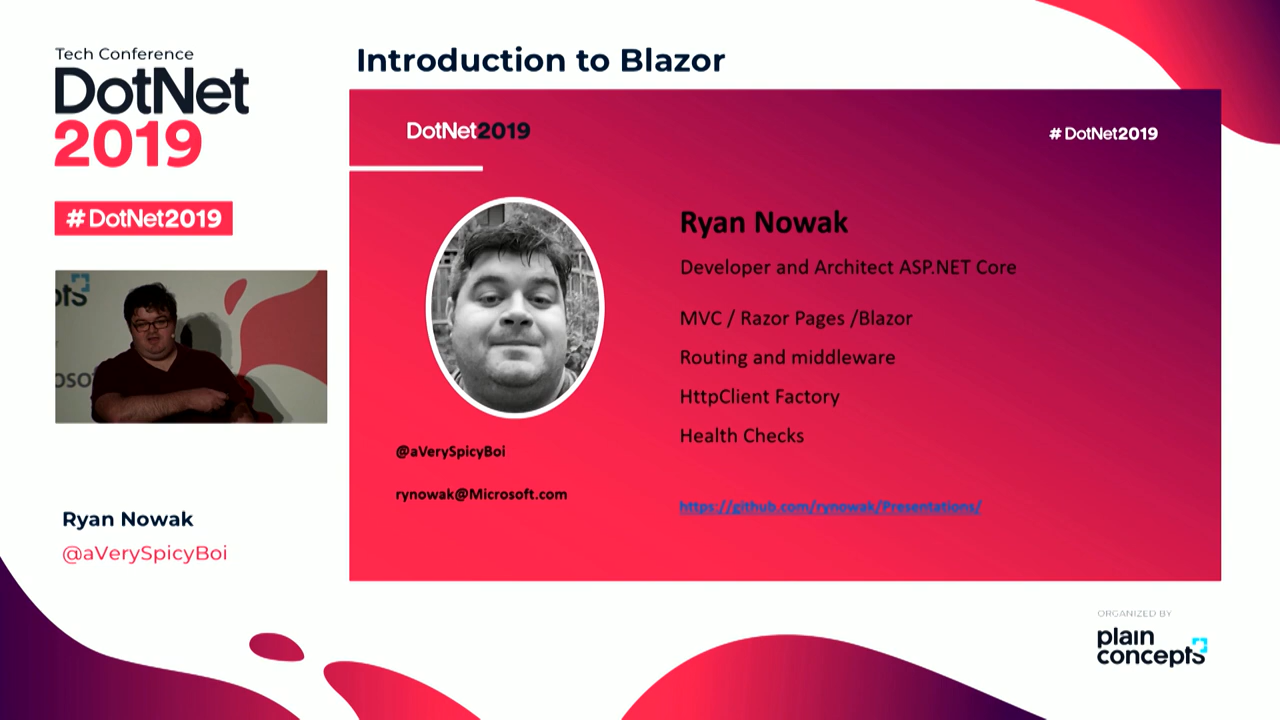 Tech Conference
DotNet
2019
#DotNet2019
Introduction to Blazor
DotNet2019
#DotNet2019
Ryan Nowak
Developer and Architect ASP.NET Core
MVC / Razor Pages /Blazor
Routing and middleware
HttpClient Factory
Health Checks
https://github.com/rynowak/Presentations/
@aVerySpicyBoi
rynowak@Microsoft.com
Ryan Nowak
@aVerySpicyBoi
ORGANIZED BY
plain
concepts